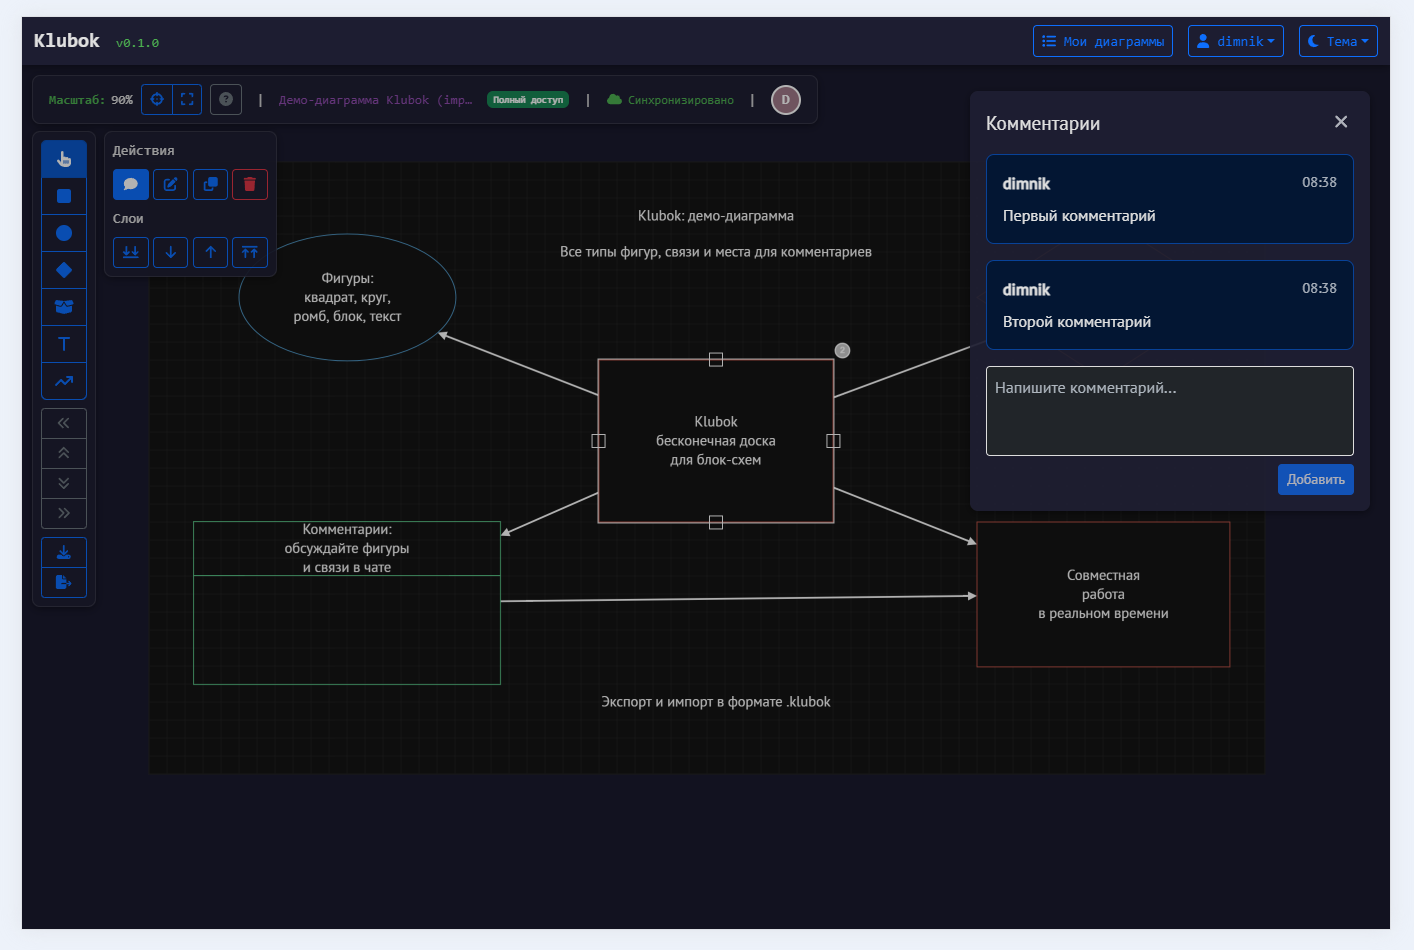 Klubok v0.1.0
Мои диаграммы
dimnik
Тема
Масштаб: 90%
?
|
Демо-диаграмма Klubok (imp…
Полный доступ
|
Синхронизировано
|
D
Действия
Слои
T
Klubok: демо-диаграмма
Все типы фигур, связи и места для комментариев
Фигуры:
квадрат, круг,
ромб, блок, текст
2
Klubok
бесконечная доска
для блок-схем
Комментарии:
обсуждайте фигуры
и связи в чате
Совместная
работа
в реальном времени
Экспорт и импорт в формате .klubok
Комментарии
dimnik 08:38
Первый комментарий
dimnik 08:38
Второй комментарий
Напишите комментарий...
Добавить